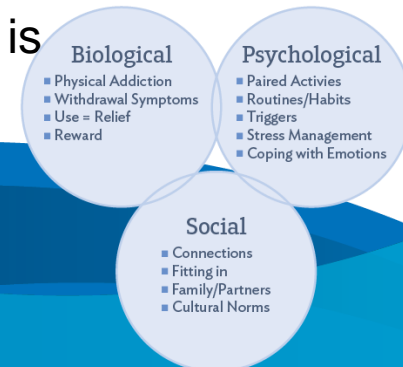 is
Biological
■ Physical Addiction
■ Withdrawal Symptoms
■ Use = Relief
■ Reward
Psychological
■ Paired Activies
■ Routines/Habits
■ Triggers
■ Stress Management
■ Coping with Emotions
Social
■ Connections
■ Fitting in
■ Family/Partners
■ Cultural Norms